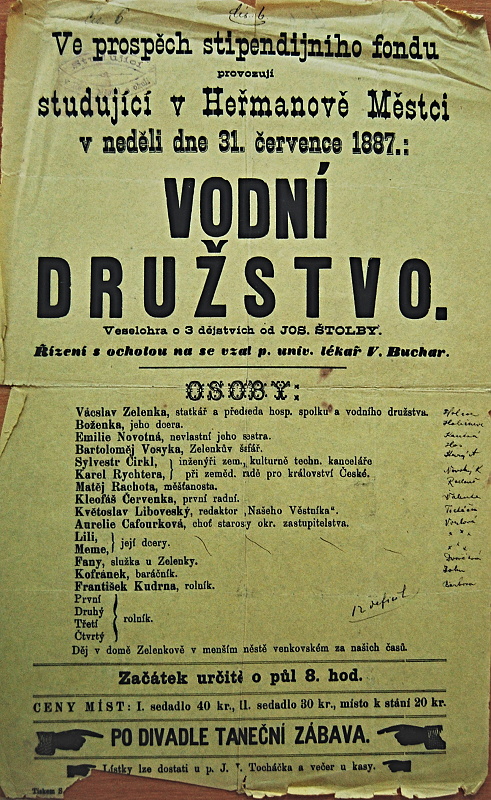 Ve prospěch stipendijního fondu
provozují
studující v Heřmanově Městci
v neděli dne 31. července 1887.:
VODNÍ
DRUŽSTVO.
Veselohra o 3 dějstvích od JOS. ŠTOLBY.
Řízení s ochotou na se vzal p. univ. lékař V. Buchar.
OSOBY:
Václav Zelenka, statkář a předseda hosp. spolku a vodního družstva.
Boženka, jeho dcera.
Emilie Novotná, nevlastní jeho sestra.
Bartoloměj Vosyka, Zelenkův šafář.
Sylvestr Čirkl, } inženýři zem., kulturně techn. kanceláře
Karel Rychtera, } při zeměd. radě pro království České.
Matěj Rachota, měšťanosta.
Kleofáš Červenka, první radní.
Květoslav Liboveský, redaktor „Našeho Věstníka“.
Aurelie Cafourková, choť starosy okr. zastupitelstva.
Lili, } její dcery.
Meme, }
Fany, služka u Zelenky.
Kofránek, baráčník.
František Kudrna, rolník.
První
Druhý
Třetí
Čtvrtý
} rolník.
Děj v domě Zelenkově v menším městě venkovském za našich časů.
Začátek určitě o půl 8. hod.
CENY MÍST: I. sedadlo 40 kr., II. sedadlo 30 kr., místo k stání 20 kr.
PO DIVADLE TANEČNÍ ZÁBAVA.
Lístky lze dostati u p. J. V. Tocháčka a večer u kasy.
Tiskem